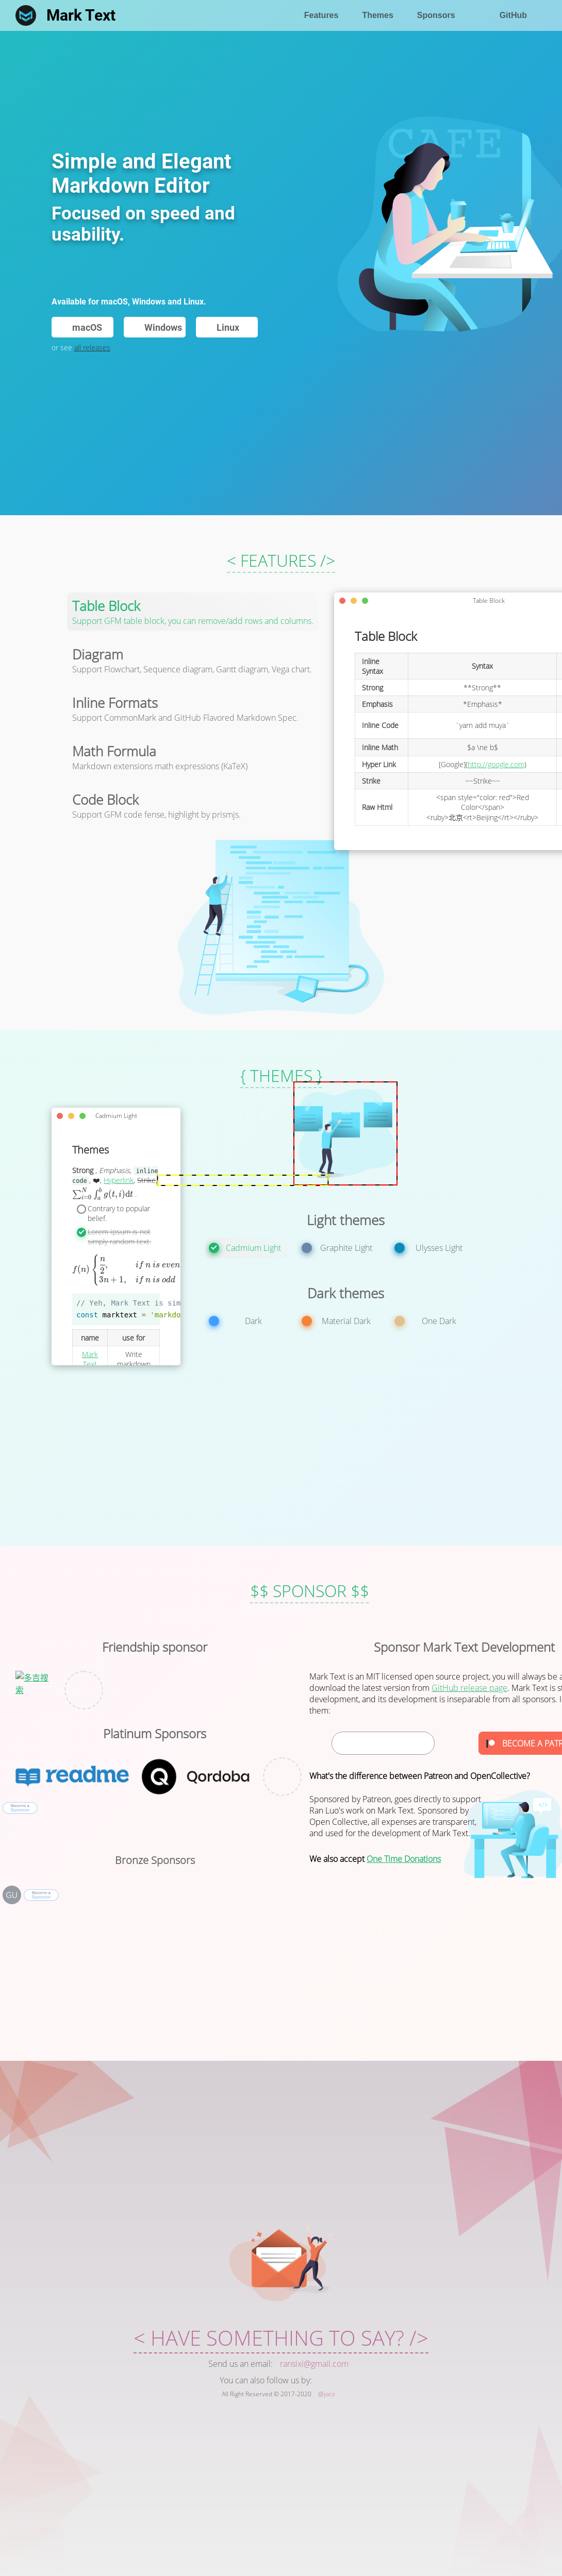 Mark Text
Features
Themes
Sponsors
GitHub
CAFE
Simple and Elegant
Markdown Editor
Focused on speed and
usability.
Available for macOS, Windows and Linux.
macOS
Windows
Linux
or see all releases
< FEATURES />
Table Block
Support GFM table block, you can remove/add rows and columns.
Diagram
Support Flowchart, Sequence diagram, Gantt diagram, Vega chart.
Inline Formats
Support CommonMark and GitHub Flavored Markdown Spec.
Math Formula
Markdown extensions math expressions (KaTeX)
Code Block
Support GFM code fense, highlight by prismjs.
Table Block
Table Block
Inline
Syntax
Syntax
Strong
**Strong**
Emphasis
*Emphasis*
Inline Code
`yarn add muya`
Inline Math
$a \ne b$
Hyper Link
[Google](http://google.com)
Strike
~~Strike~~
Raw Html
<span style="color: red">Red
Color</span>
<ruby>北京<rt>Beijing</rt></ruby>
{ THEMES }
Cadmium Light
Themes
Strong , Emphasis, inline
code , ❤️, Hyperlink, Strike,
∑_{i=0}^{N} ∫_{a}^{b} g(t, i)dt .
Contrary to popular
belief.
Lorem Ipsum is not
simply random text.
f(n) { n/2, if n is even
3n + 1, if n is odd
// Yeh, Mark Text is sim
const marktext = 'markdo
name
use for
Mark
Text
Write
markdown
Light themes
Cadmium Light
Graphite Light
Ulysses Light
Dark themes
Dark
Material Dark
One Dark
$$ SPONSOR $$
Friendship sponsor
多吉搜
索
Platinum Sponsors
readme
Qordoba
Become a
Sponsor
Bronze Sponsors
GU
Become a
Sponsor
Sponsor Mark Text Development
Mark Text is an MIT licensed open source project, you will always be a
download the latest version from GitHub release page. Mark Text is st
development, and its development is inseparable from all sponsors. I
them:
BECOME A PATR
What's the difference between Patreon and OpenCollective?
Sponsored by Patreon, goes directly to support
Ran Luo's work on Mark Text. Sponsored by
Open Collective, all expenses are transparent,
and used for the development of Mark Text.
We also accept One Time Donations
< HAVE SOMETHING TO SAY? />
Send us an email: ransixi@gmail.com
You can also follow us by:
All Right Reserved © 2017-2020 @Jocs